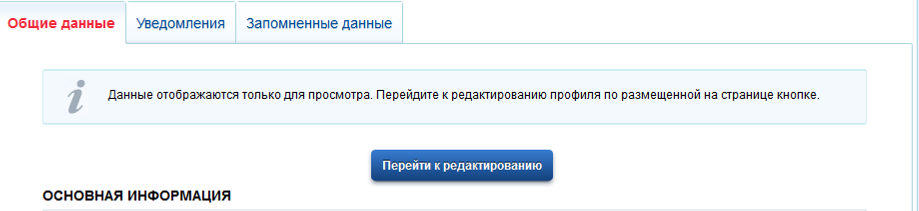 Общие данные Уведомления Запомненные данные
Данные отображаются только для просмотра. Перейдите к редактированию профиля по размещенной на странице кнопке.
Перейти к редактированию
ОСНОВНАЯ ИНФОРМАЦИЯ